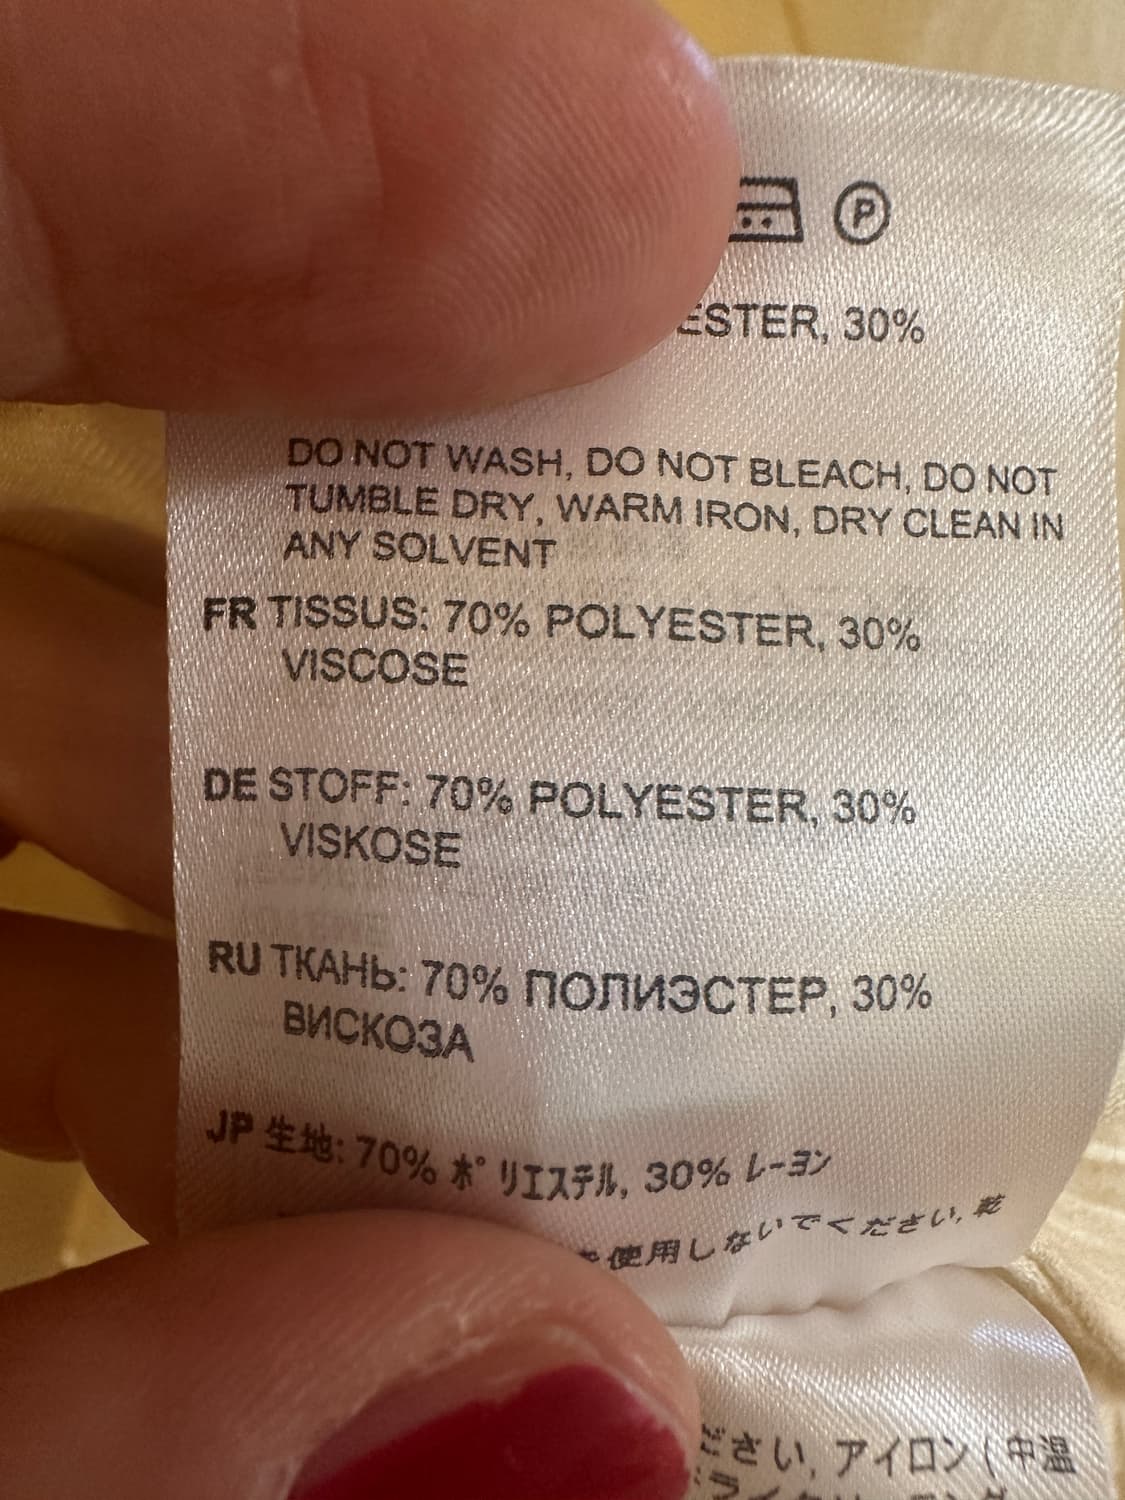 P
ESTER, 30%
DO NOT WASH, DO NOT BLEACH, DO NOT
TUMBLE DRY, WARM IRON, DRY CLEAN IN
ANY SOLVENT
FR TISSUS: 70% POLYESTER, 30%
VISCOSE
DE STOFF: 70% POLYESTER, 30%
VISKOSE
RU ТКАНЬ: 70% ПОЛИЭСТЕР, 30%
ВИСКОЗА
JP 生地: 70% ポリエステル, 30% レーヨン
使用しないでください, 乾
ださい, アイロン (中温